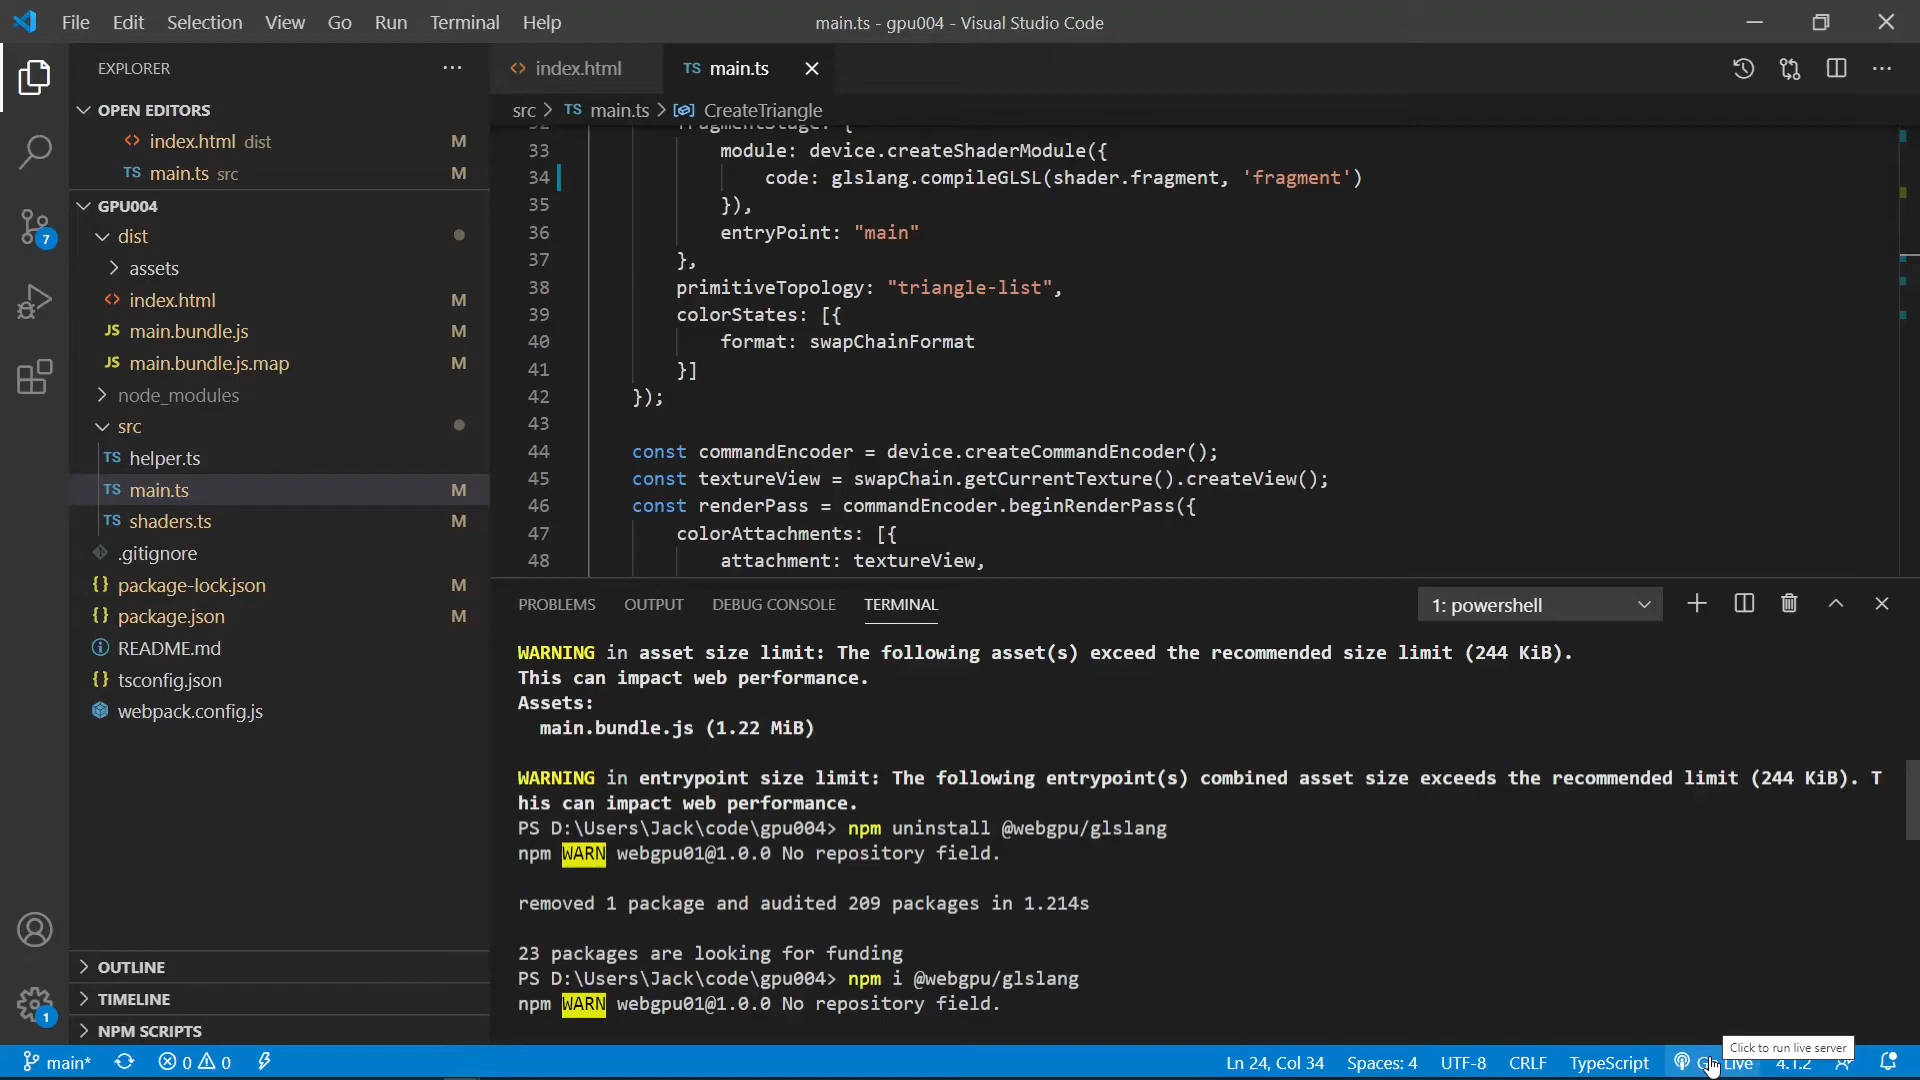 File Edit Selection View Go Run Terminal Help
main.ts - gpu004 - Visual Studio Code
EXPLORER
OPEN EDITORS
index.html dist M
TS main.ts src M
GPU004
dist
assets
index.html M
JS main.bundle.js M
JS main.bundle.js.map M
node_modules
src
TS helper.ts
TS main.ts M
TS shaders.ts M
.gitignore
{} package-lock.json M
{} package.json M
README.md
{} tsconfig.json
webpack.config.js
OUTLINE
TIMELINE
NPM SCRIPTS
7
1
index.html
TS main.ts
src > TS main.ts > CreateTriangle
32 fragmentStage: {
33 module: device.createShaderModule({
34 code: glslang.compileGLSL(shader.fragment, 'fragment')
35 }),
36 entryPoint: "main"
37 },
38 primitiveTopology: "triangle-list",
39 colorStates: [{
40 format: swapChainFormat
41 }]
42 });
43
44 const commandEncoder = device.createCommandEncoder();
45 const textureView = swapChain.getCurrentTexture().createView();
46 const renderPass = commandEncoder.beginRenderPass({
47 colorAttachments: [{
48 attachment: textureView,
PROBLEMS OUTPUT DEBUG CONSOLE TERMINAL
1: powershell
WARNING in asset size limit: The following asset(s) exceed the recommended size limit (244 KiB).
This can impact web performance.
Assets:
main.bundle.js (1.22 MiB)
WARNING in entrypoint size limit: The following entrypoint(s) combined asset size exceeds the recommended limit (244 KiB). T
his can impact web performance.
PS D:\Users\Jack\code\gpu004> npm uninstall @webgpu/glslang
npm WARN webgpu01@1.0.0 No repository field.
removed 1 package and audited 209 packages in 1.214s
23 packages are looking for funding
PS D:\Users\Jack\code\gpu004> npm i @webgpu/glslang
npm WARN webgpu01@1.0.0 No repository field.
Click to run live server
main* 0 0 Ln 24, Col 34 Spaces: 4 UTF-8 CRLF TypeScript Live 4.1.2